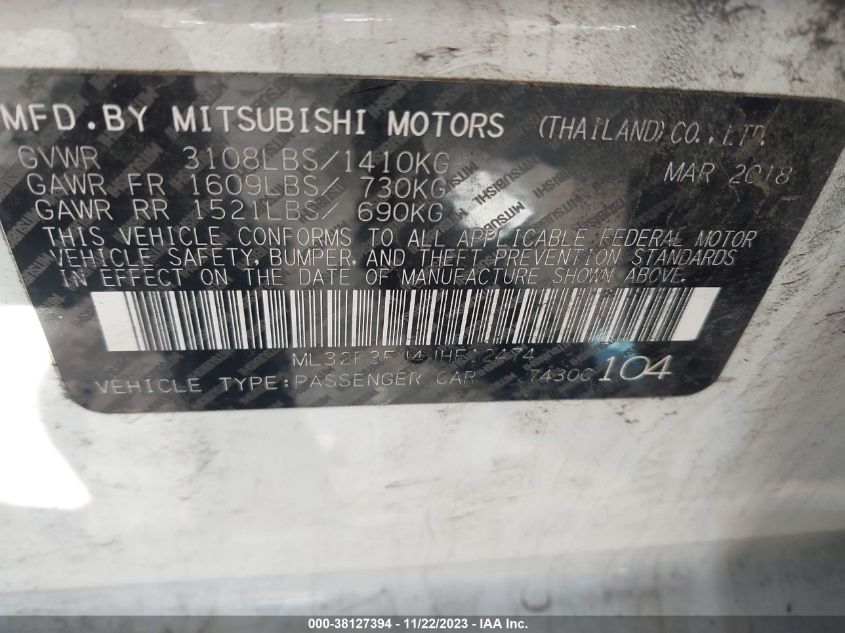 MFD.BY MITSUBISHI MOTORS (THAILAND) CO., LTD.
GVWR 3108LBS/1410KG MAR 2018
GAWR FR 1609LBS/ 730KG
GAWR RR 1521LBS/ 690KG
THIS VEHICLE CONFORMS TO ALL APPLICABLE FEDERAL MOTOR
VEHICLE SAFETY, BUMPER, AND THEFT PREVENTION STANDARDS
IN EFFECT ON THE DATE OF MANUFACTURE SHOWN ABOVE.
VEHICLE TYPE:PASSENGER CAR 7430C 104
000-38127394 - 11/22/2023 - IAA Inc.